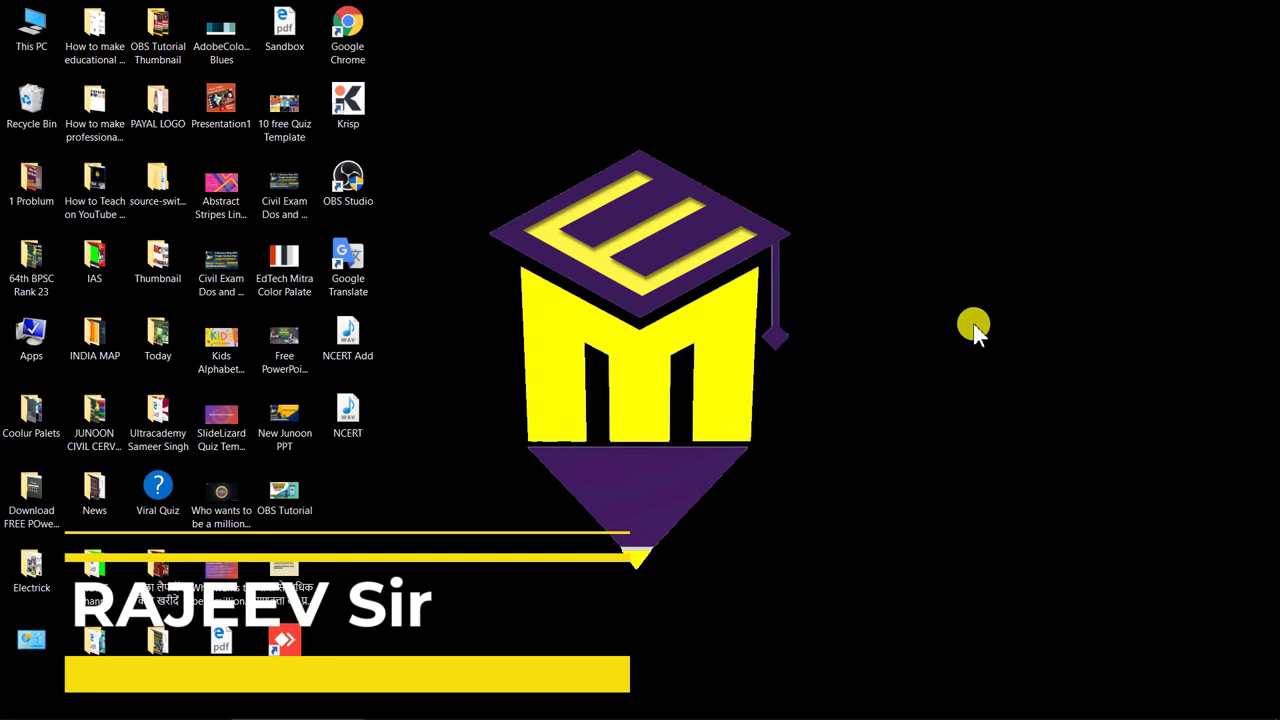 This PC
How to make
educational ...
OBS Tutorial
Thumbnail
AdobeColo...
Blues
Sandbox
Google
Chrome
Recycle Bin
How to make
professiona...
PAYAL LOGO
Presentation1
10 free Quiz
Template
Krisp
1 Problum
How to Teach
on YouTube ...
source-swit...
Abstract
Stripes Lin...
Civil Exam
Dos and ...
OBS Studio
64th BPSC
Rank 23
IAS
Thumbnail
Civil Exam
Dos and ...
EdTech Mitra
Color Palate
Google
Translate
Apps
INDIA MAP
Today
Kids
Alphabet...
Free
PowerPoi...
NCERT Add
Coolur Palets
JUNOON
CIVIL CERV...
Ultracademy
Sameer Singh
SlideLizard
Quiz Tem...
New Junoon
PPT
NCERT
Download
FREE POwe...
News
Viral Quiz
Who wants to
be a million...
OBS Tutorial
Electrick
RAJEEV Sir